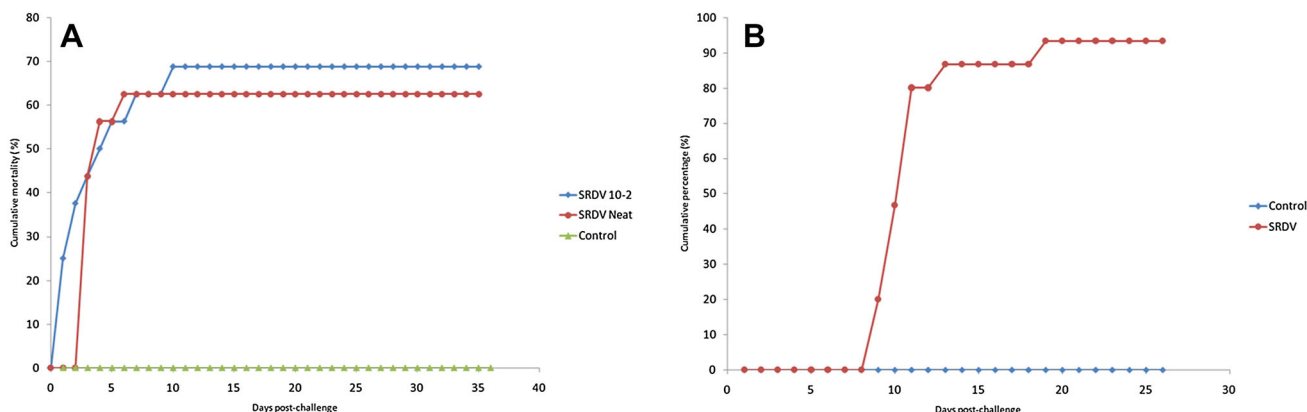 A
80
70
60
50
40
30
20
10
0
0 5 10 15 20 25 30 35 40
Cumulative mortality (%)
Days post-challenge
SRDV 10-2
SRDV Neat
Control
B
100
90
80
70
60
50
40
30
20
10
0
0 5 10 15 20 25 30
Cumulative percentage (%)
Days post-challenge
Control
SRDV